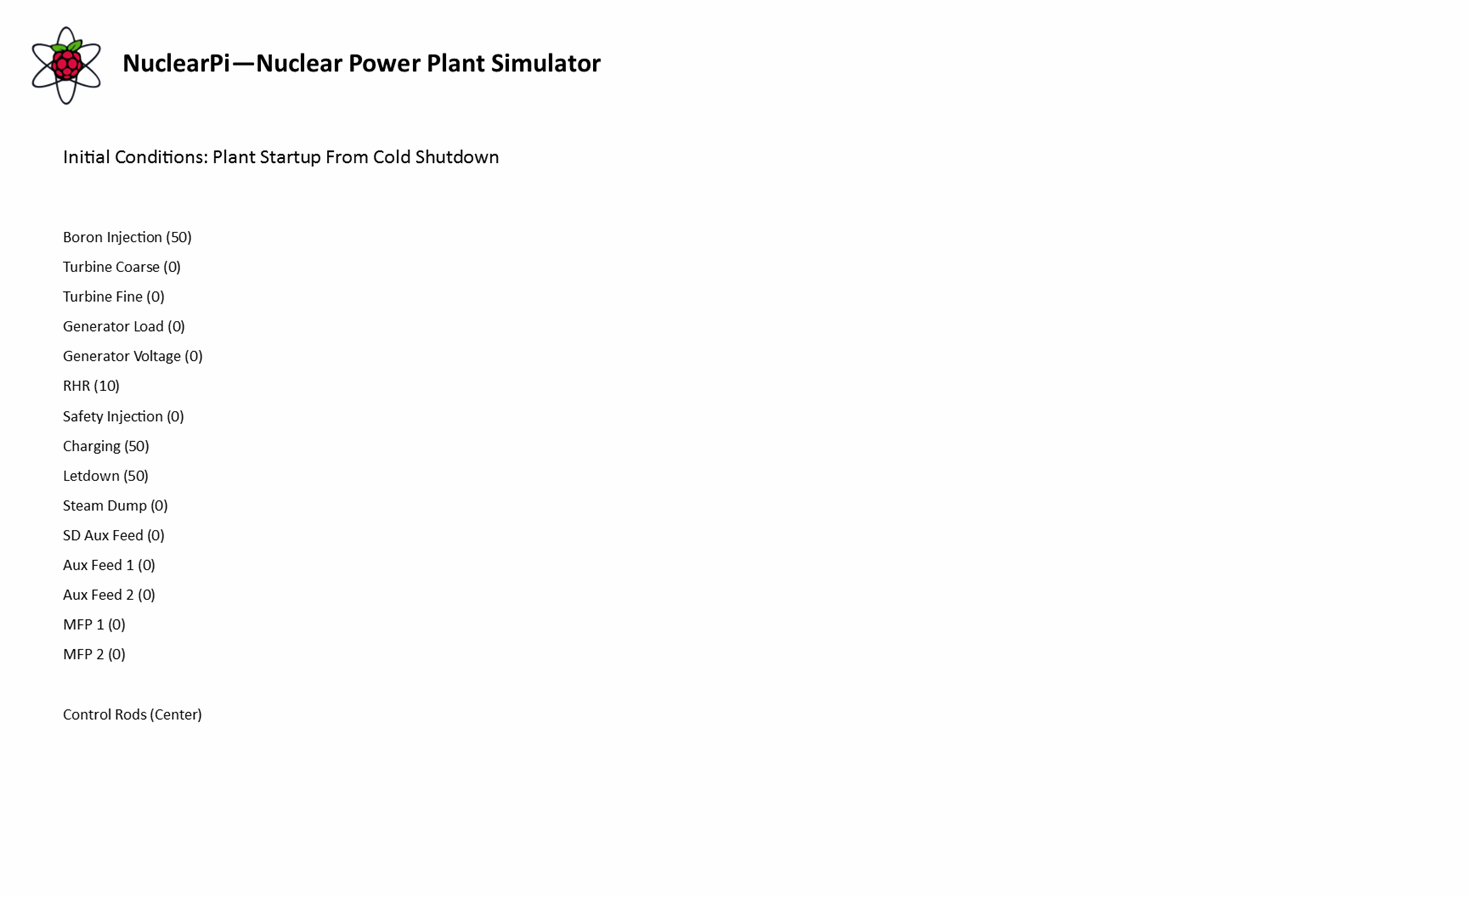 NuclearPi—Nuclear Power Plant Simulator
Initial Conditions: Plant Startup From Cold Shutdown
Boron Injection (50)
Turbine Coarse (0)
Turbine Fine (0)
Generator Load (0)
Generator Voltage (0)
RHR (10)
Safety Injection (0)
Charging (50)
Letdown (50)
Steam Dump (0)
SD Aux Feed (0)
Aux Feed 1 (0)
Aux Feed 2 (0)
MFP 1 (0)
MFP 2 (0)
Control Rods (Center)